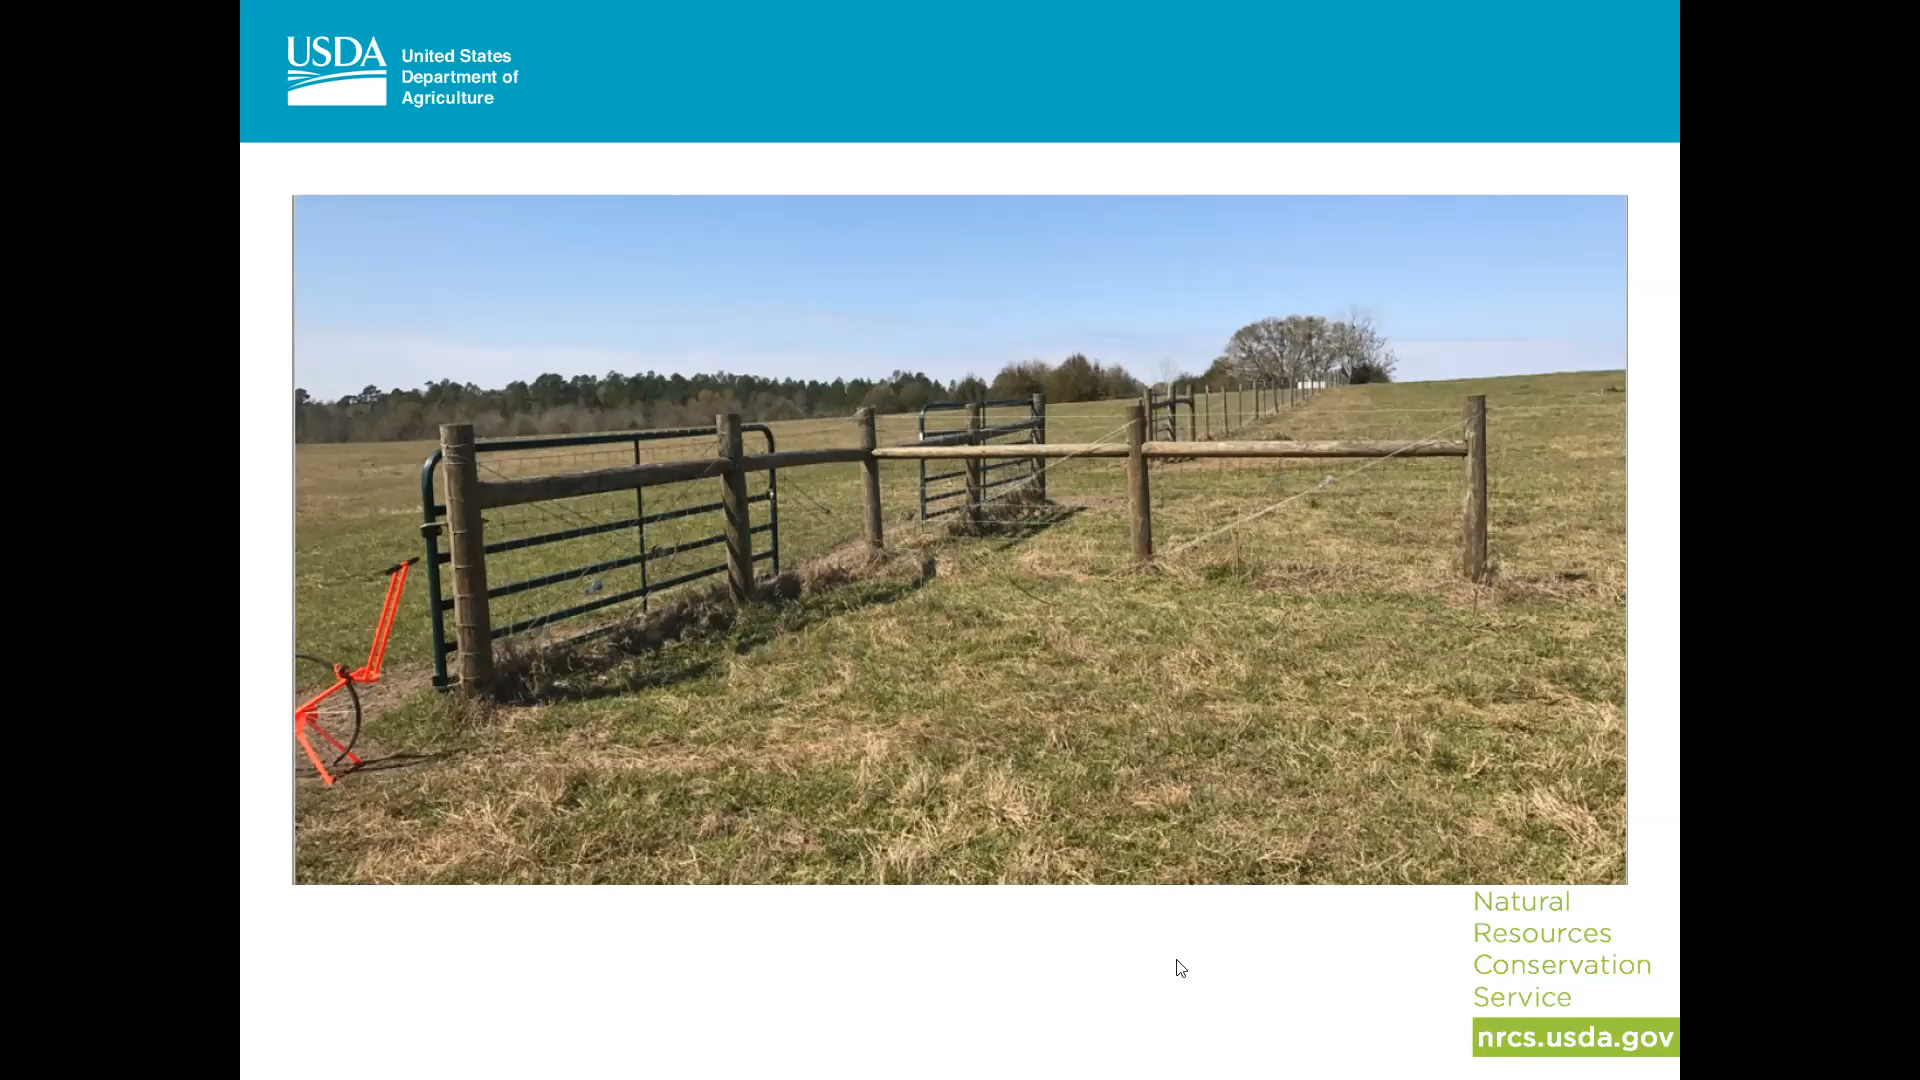 USDA
United States
Department of
Agriculture
Natural
Resources
Conservation
Service
nrcs.usda.gov